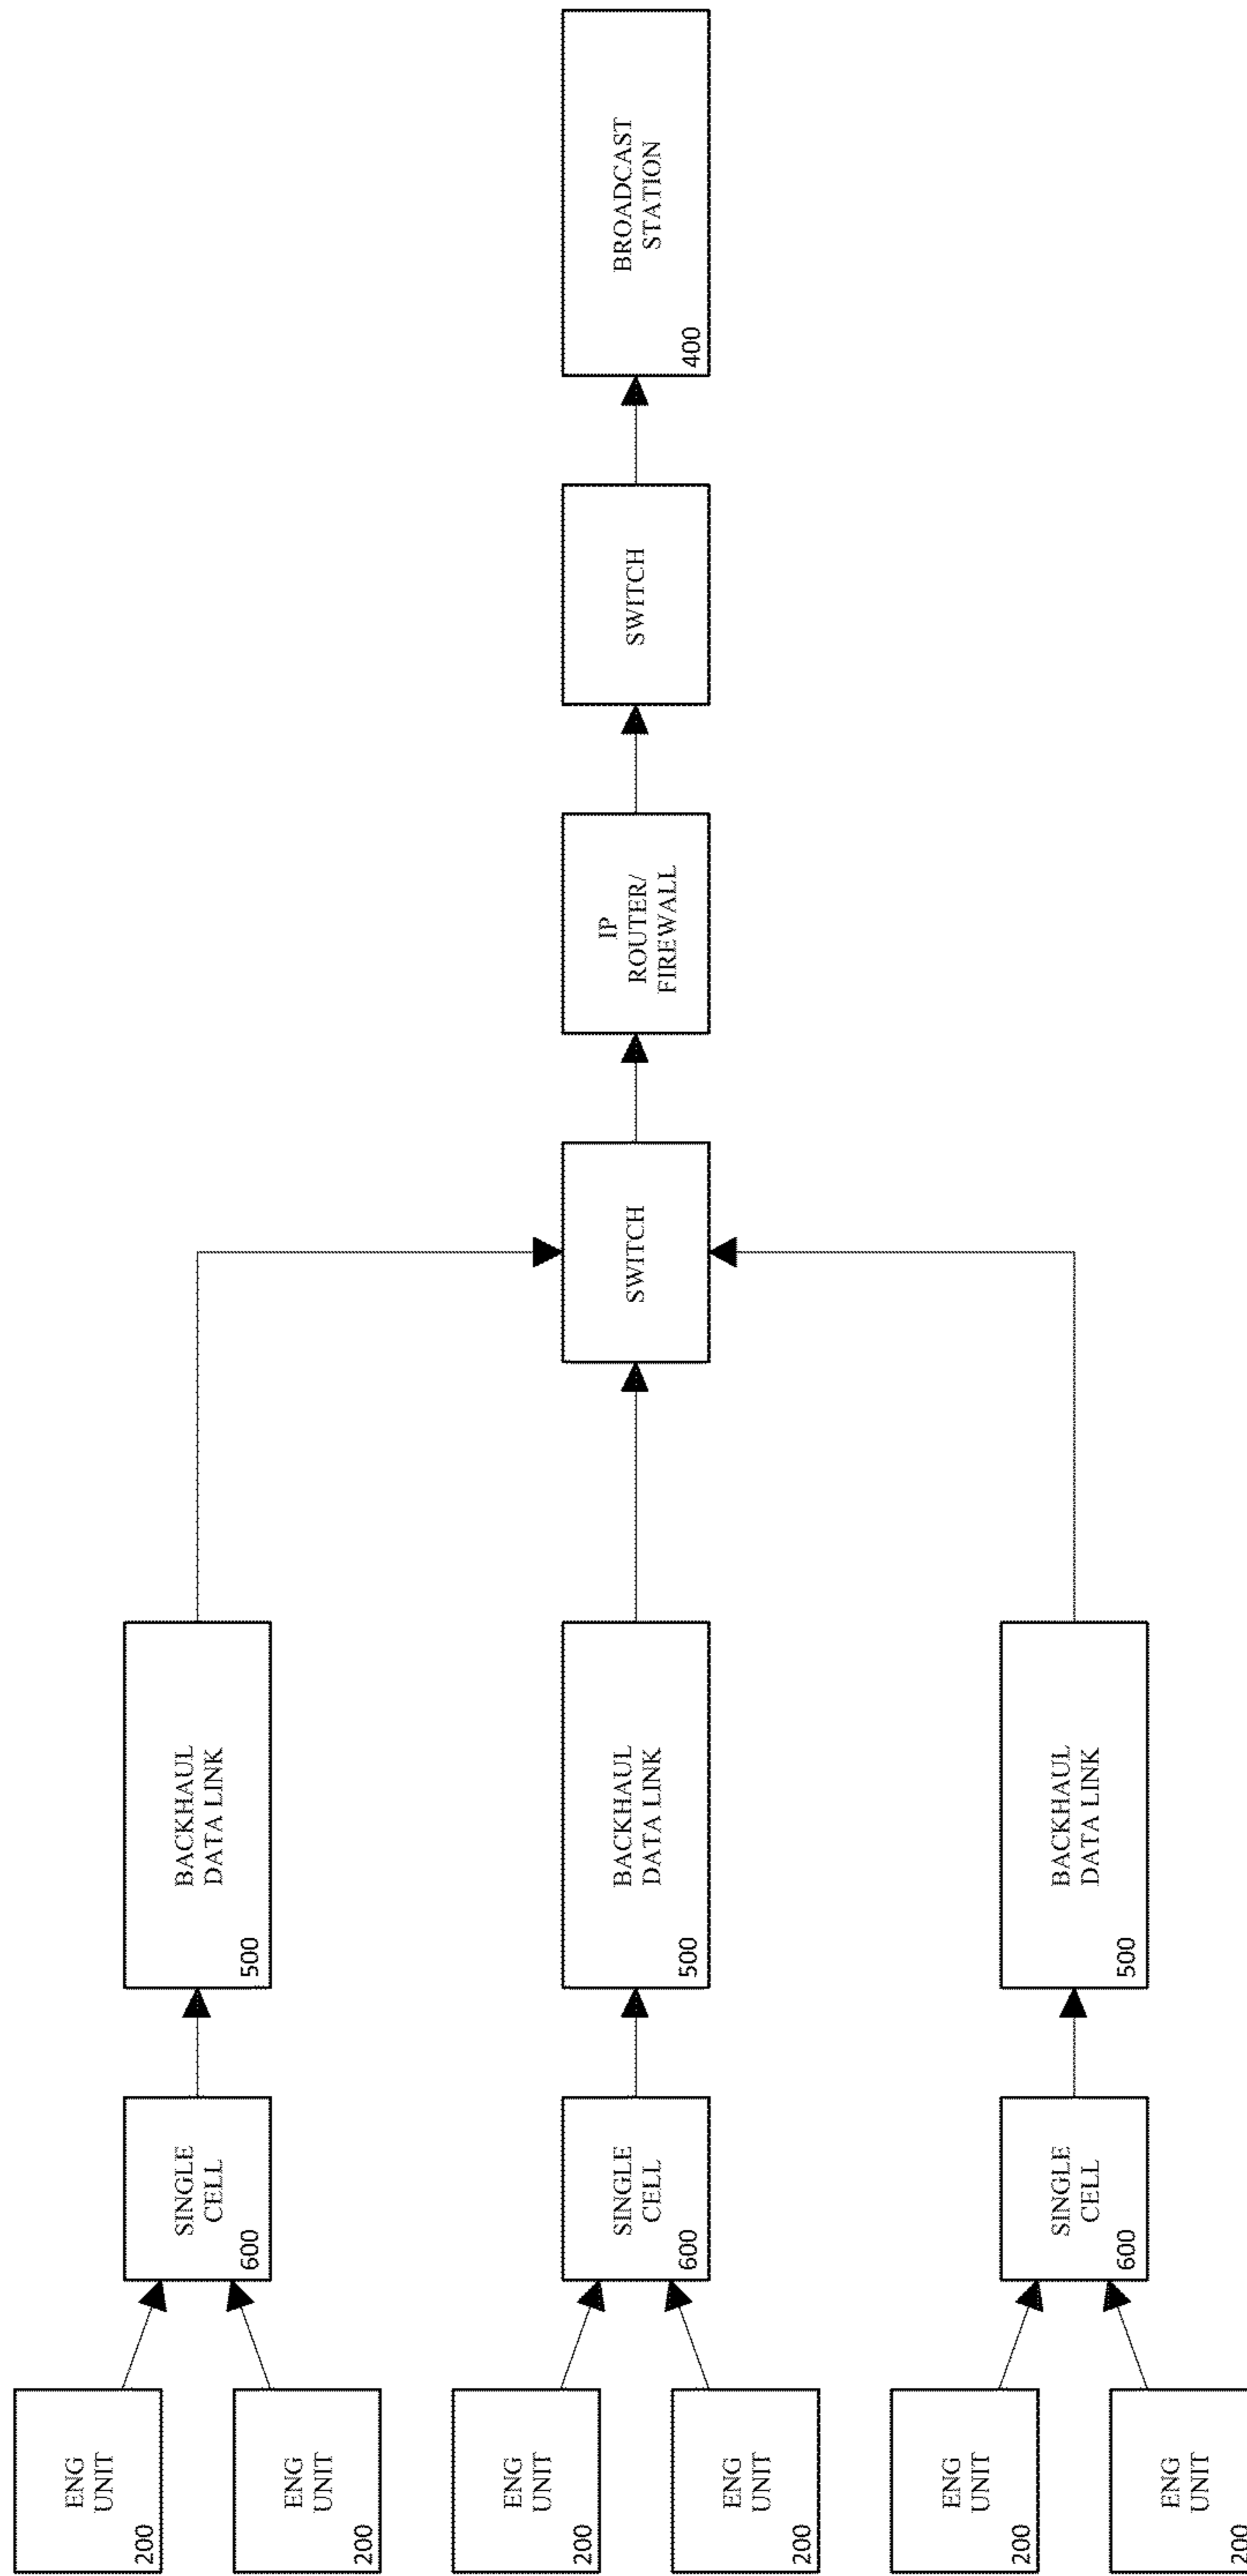 ENG
UNIT
200
ENG
UNIT
200
SINGLE
CELL
600
BACKHAUL
DATA LINK
500
ENG
UNIT
200
ENG
UNIT
200
SINGLE
CELL
600
BACKHAUL
DATA LINK
500
SWITCH
IP
ROUTER/
FIREWALL
SWITCH
BROADCAST
STATION
400
ENG
UNIT
200
ENG
UNIT
200
SINGLE
CELL
600
BACKHAUL
DATA LINK
500